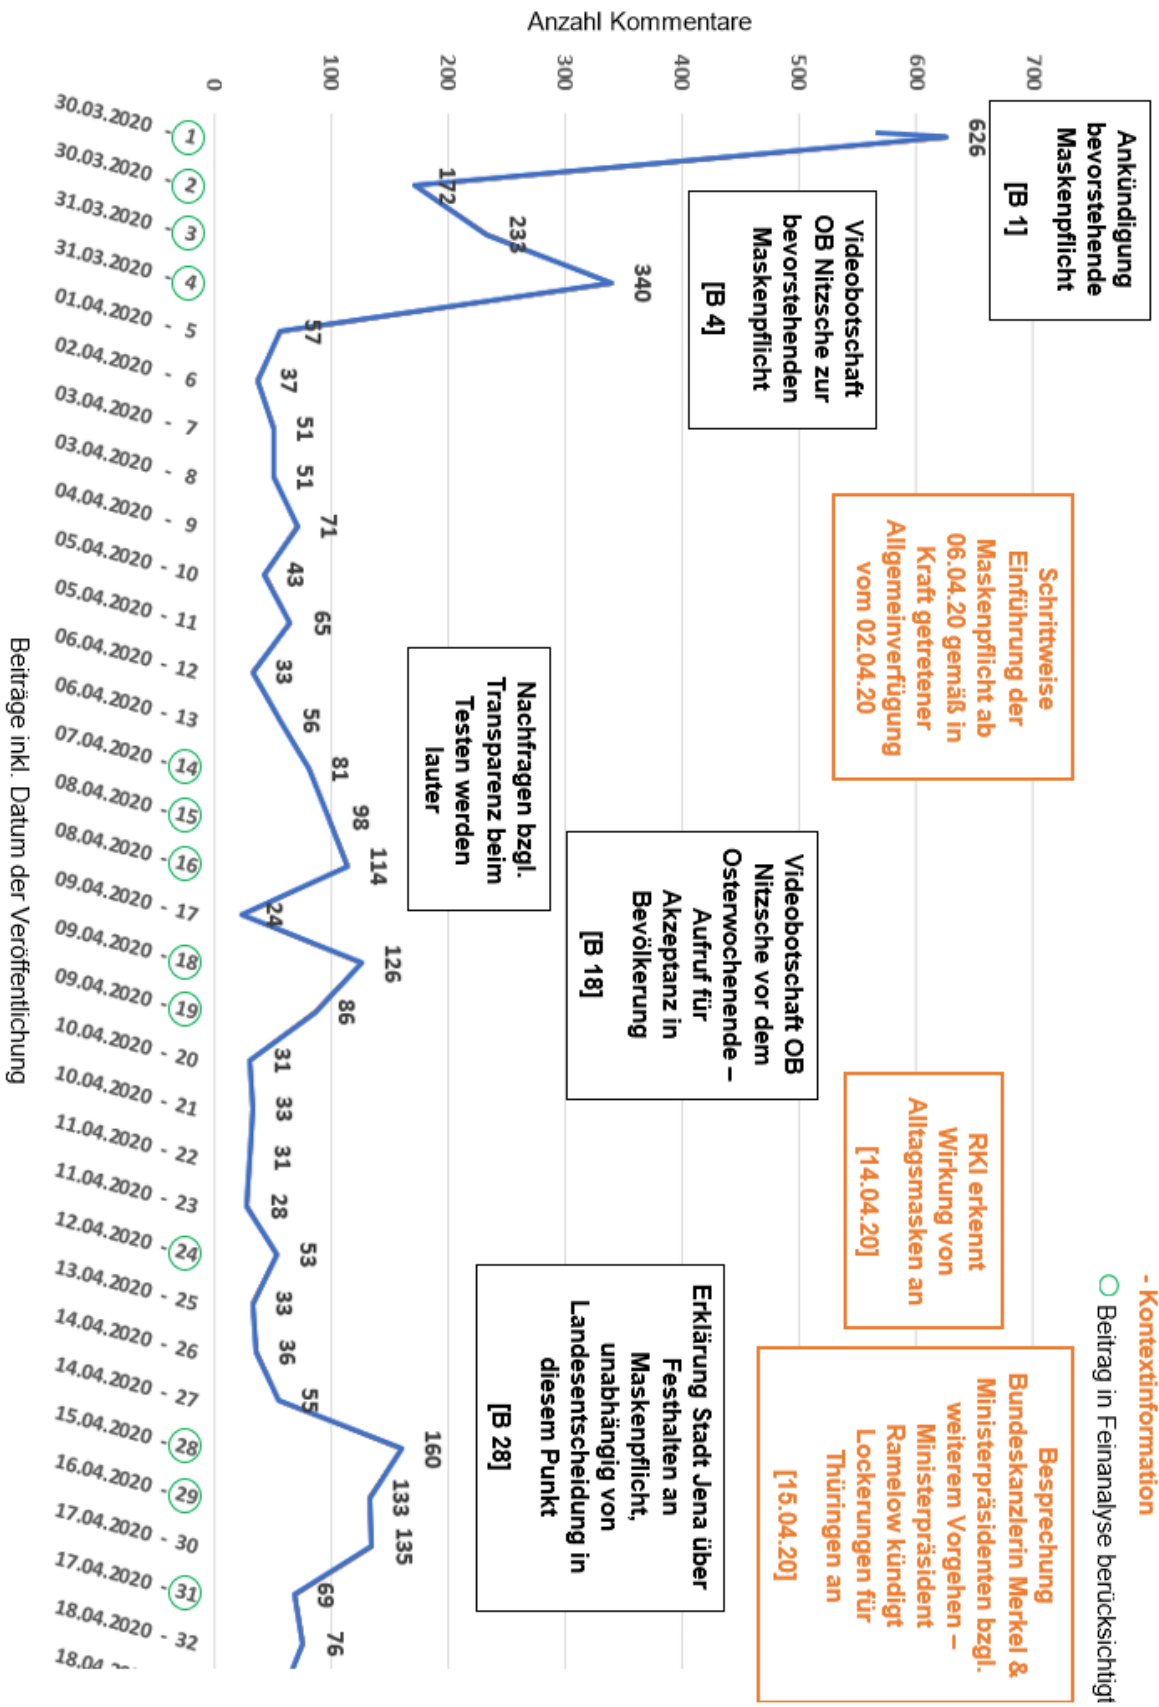 - Kontextinformation
Beitrag in Feinanalyse berücksichtigt
Ankündigung
bevorstehende
Maskenpflicht
[B 1]
Videobotschaft
OB Nitzsche zur
bevorstehenden
Maskenpflicht
[B 4]
Schrittweise
Einführung der
Maskenpflicht ab
06.04.20 gemäß in
Kraft getretener
Allgemeinverfügung
vom 02.04.20
Nachfragen bzgl.
Transparenz beim
Testen werden
lauter
Videobotschaft OB
Nitzsche vor dem
Osterwochenende –
Aufruf für
Akzeptanz in
Bevölkerung
[B 18]
RKI erkennt
Wirkung von
Alltagsmasken an
[14.04.20]
Erklärung Stadt Jena über
Festhalten an
Maskenpflicht,
unabhängig von
Landesentscheidung in
diesem Punkt
[B 28]
Besprechung
Bundeskanzlerin Merkel &
Ministerpräsidenten bzgl.
weiterem Vorgehen –
Ministerpräsident
Ramelow kündigt
Lockerungen für
Thüringen an
[15.04.20]
Anzahl Kommentare
700
600
500
400
300
200
100
0
626
172
233
340
57
37
51
51
71
43
65
33
56
81
98
114
24
126
86
31
33
31
28
53
33
36
55
160
133
135
69
76
30.03.2020 - 1
30.03.2020 - 2
31.03.2020 - 3
31.03.2020 - 4
01.04.2020 - 5
02.04.2020 - 6
03.04.2020 - 7
03.04.2020 - 8
04.04.2020 - 9
05.04.2020 - 10
05.04.2020 - 11
06.04.2020 - 12
06.04.2020 - 13
07.04.2020 - 14
08.04.2020 - 15
08.04.2020 - 16
09.04.2020 - 17
09.04.2020 - 18
09.04.2020 - 19
10.04.2020 - 20
10.04.2020 - 21
11.04.2020 - 22
11.04.2020 - 23
12.04.2020 - 24
13.04.2020 - 25
14.04.2020 - 26
14.04.2020 - 27
15.04.2020 - 28
16.04.2020 - 29
17.04.2020 - 30
17.04.2020 - 31
18.04.2020 - 32
Beiträge inkl. Datum der Veröffentlichung